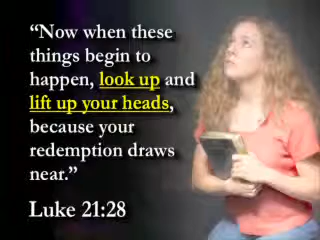 “Now when these
things begin to
happen, look up and
lift up your heads,
because your
redemption draws
near.”
Luke 21:28